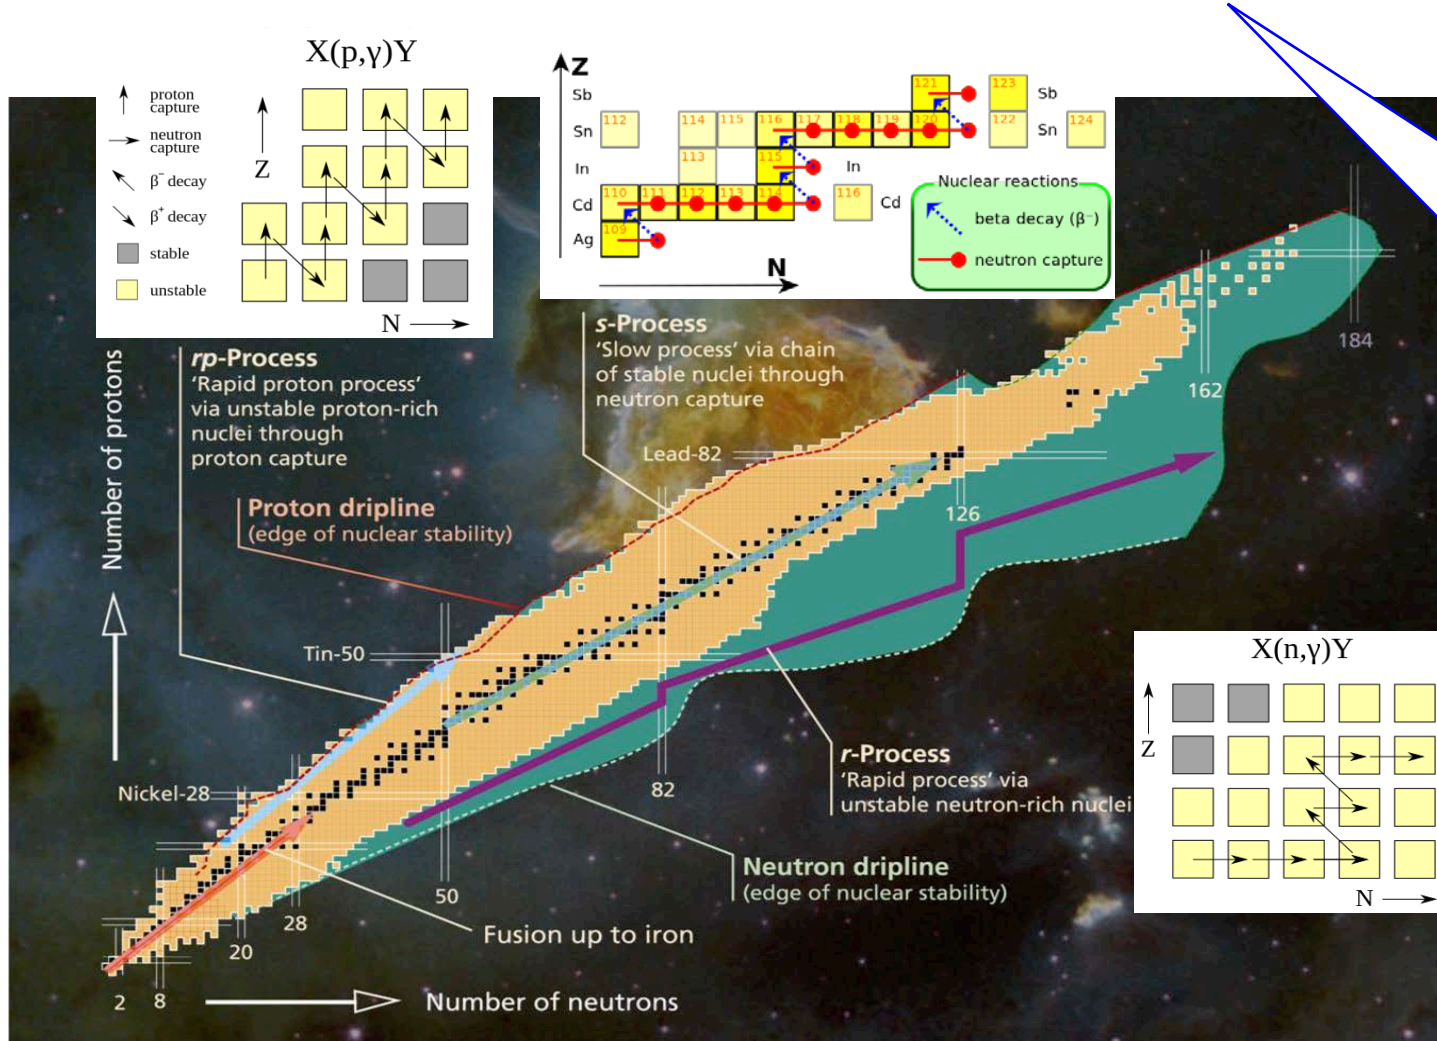 X(p,γ)Y
proton
capture
neutron
capture
β⁻ decay
β⁺ decay
stable
unstable
Z
N
Z
Sb
Sn
In
Cd
Ag
121
123
Sb
112
114
115
116
117
118
119
120
122
Sn
124
113
115
In
110
111
112
113
114
116
Cd
109
N
Nuclear reactions
beta decay (β⁻)
neutron capture
Number of protons
rp-Process
‘Rapid proton process’
via unstable proton-rich
nuclei through
proton capture
s-Process
‘Slow process’ via chain
of stable nuclei through
neutron capture
184
162
Lead-82
126
Proton dripline
(edge of nuclear stability)
Tin-50
X(n,γ)Y
Z
N
r-Process
‘Rapid process’ via
unstable neutron-rich nuclei
Nickel-28
82
Neutron dripline
(edge of nuclear stability)
50
28
20
Fusion up to iron
2
8
Number of neutrons